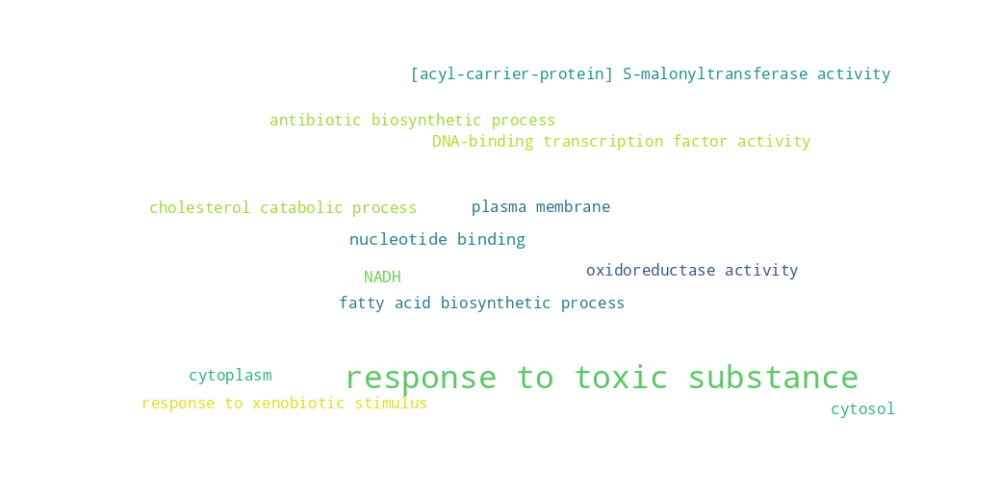 [acyl-carrier-protein] S-malonyltransferase activity
antibiotic biosynthetic process
DNA-binding transcription factor activity
cholesterol catabolic process
plasma membrane
nucleotide binding
oxidoreductase activity
NADH
fatty acid biosynthetic process
cytoplasm
response to toxic substance
response to xenobiotic stimulus
cytosol